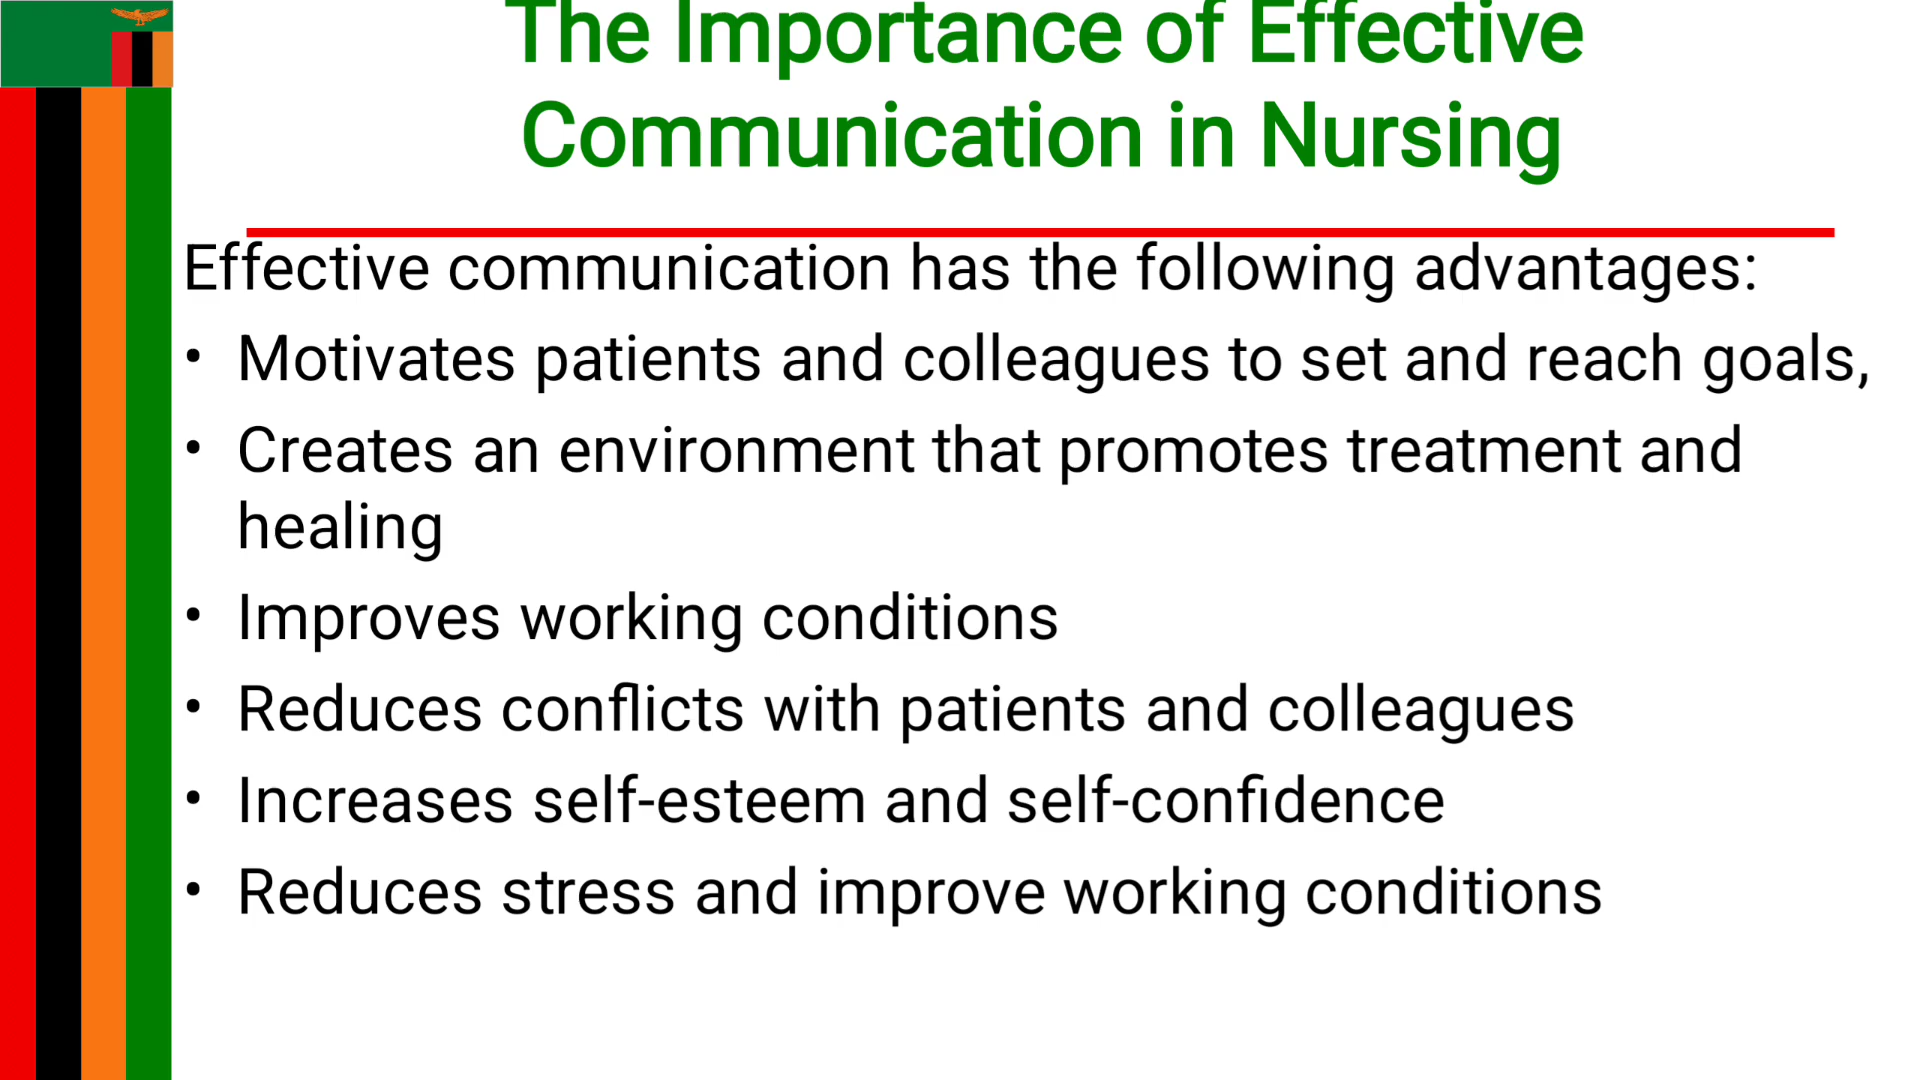 The Importance of Effective
Communication in Nursing
Effective communication has the following advantages:
• Motivates patients and colleagues to set and reach goals,
• Creates an environment that promotes treatment and
healing
• Improves working conditions
• Reduces conflicts with patients and colleagues
• Increases self-esteem and self-confidence
• Reduces stress and improve working conditions